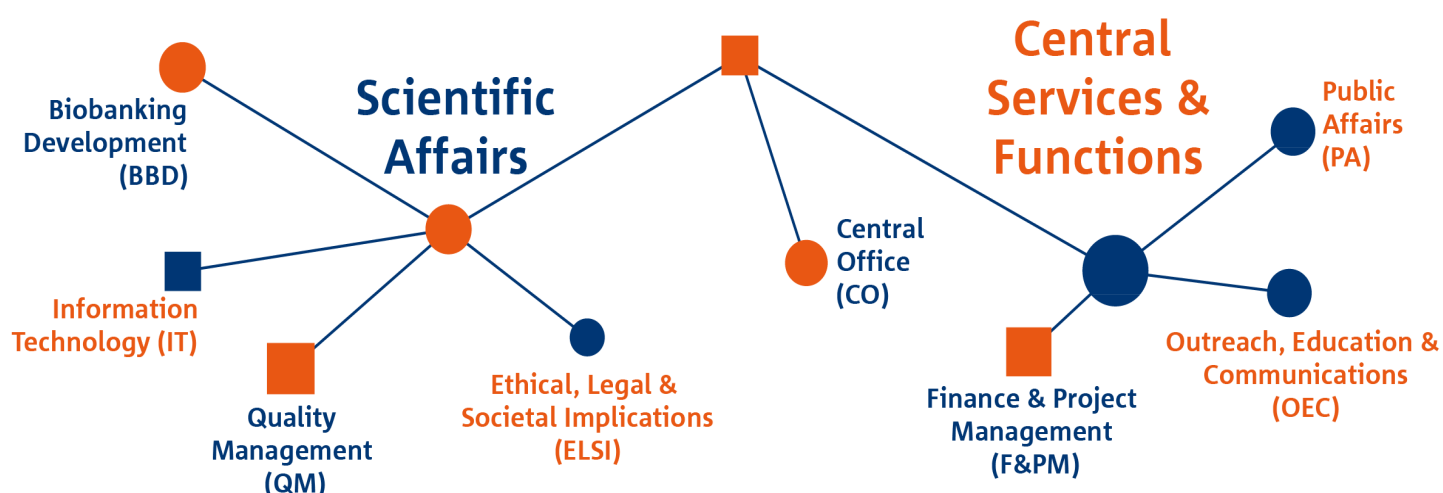 Scientific
Affairs
Biobanking
Development
(BBD)
Information
Technology (IT)
Quality
Management
(QM)
Ethical, Legal &
Societal Implications
(ELSI)
Central
Office
(CO)
Central
Services &
Functions
Public
Affairs
(PA)
Outreach, Education &
Communications
(OEC)
Finance & Project
Management
(F&PM)